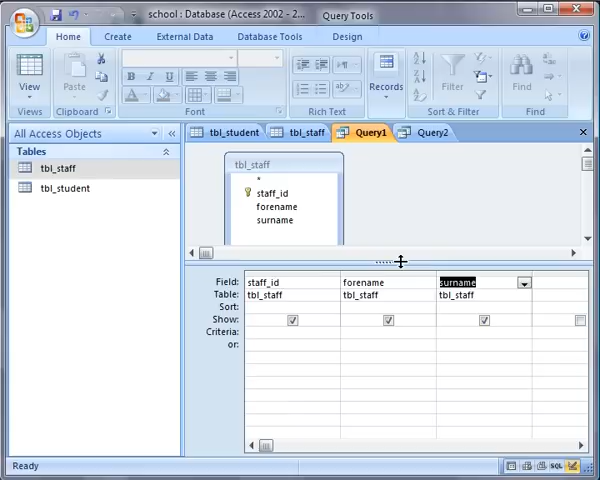 school : Database (Access 2002 - 2...
Query Tools
Home
Create
External Data
Database Tools
Design
View
Views
Paste
Clipboard
B I U
A
Font
ab
Rich Text
Records
Filter
Sort & Filter
Find
Find
All Access Objects
Tables
tbl_staff
tbl_student
tbl_student
tbl_staff
Query1
Query2
tbl_staff
*
staff_id
forename
surname
Field: staff_id forename surname
Table: tbl_staff tbl_staff tbl_staff
Sort:
Show:
Criteria:
or:
Ready
SQL